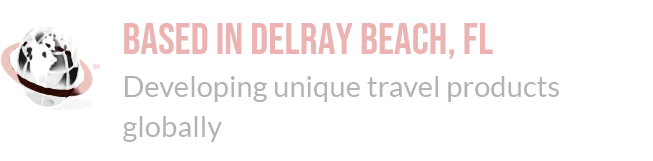 BASED IN DELRAY BEACH, FL
Developing unique travel products
globally